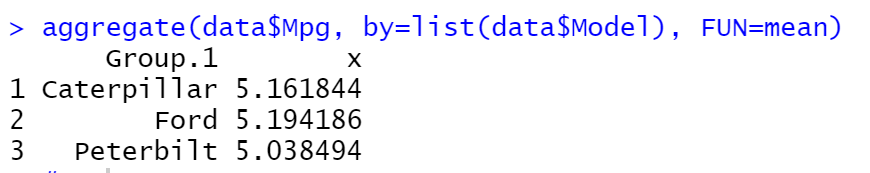 > aggregate(data$Mpg, by=list(data$Model), FUN=mean)
Group.1 x
1 Caterpillar 5.161844
2 Ford 5.194186
3 Peterbilt 5.038494